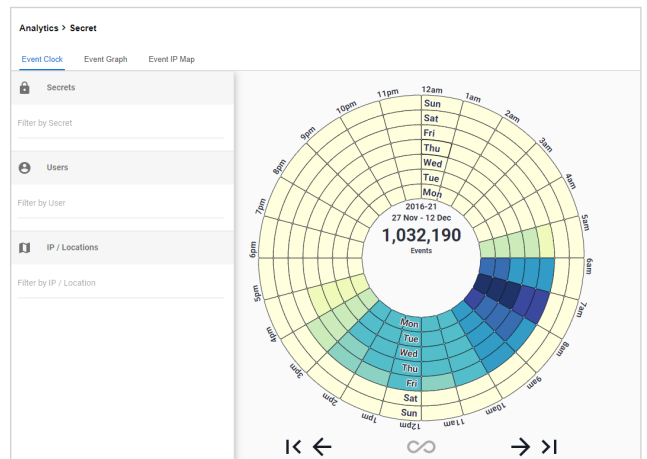 Analytics > Secret
Event Clock Event Graph Event IP Map
Secrets
Filter by Secret
Users
Filter by User
IP / Locations
Filter by IP / Location
12am
1am
2am
3am
4am
5am
6am
7am
8am
9am
10am
11am
12pm
1pm
2pm
3pm
4pm
5pm
6pm
7pm
8pm
9pm
10pm
11pm
Sun
Sat
Fri
Thu
Wed
Tue
Mon
2016-21
27 Nov - 12 Dec
1,032,190
Events
Mon
Tue
Wed
Thu
Fri
Sat
Sun